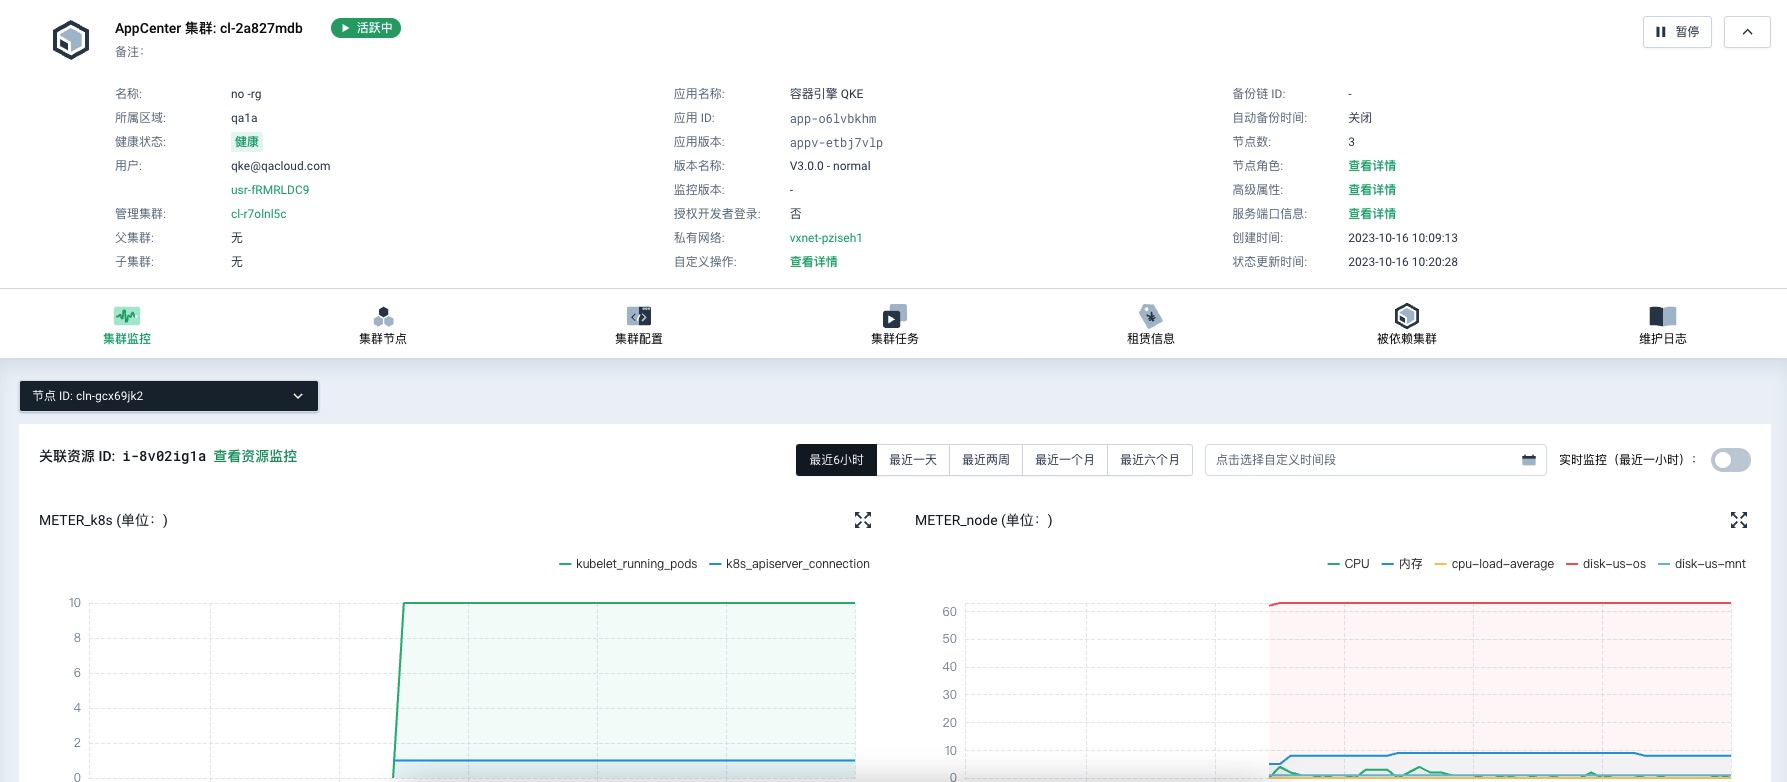 AppCenter 集群: cl-2a827mdb 活跃中 暂停
备注:
名称: no -rg 应用名称: 容器引擎 QKE 备份链 ID: -
所属区域: qa1a 应用 ID: app-o6lvbkhm 自动备份时间: 关闭
健康状态: 健康 应用版本: appv-etbj7vlp 节点数: 3
用户: qke@qacloud.com 版本名称: V3.0.0 - normal 节点角色: 查看详情
usr-fRMRLDC9 监控版本: - 高级属性: 查看详情
管理集群: cl-r7olnl5c 授权开发者登录: 否 服务端口信息: 查看详情
父集群: 无 私有网络: vxnet-pziseh1 创建时间: 2023-10-16 10:09:13
子集群: 无 自定义操作: 查看详情 状态更新时间: 2023-10-16 10:20:28
集群监控 集群节点 集群配置 集群任务 租赁信息 被依赖集群 维护日志
节点 ID: cln-gcx69jk2
关联资源 ID: i-8v02ig1a 查看资源监控 最近6小时 最近一天 最近两周 最近一个月 最近六个月 点击选择自定义时间段 实时监控（最近一小时）:
METER_k8s (单位: ) METER_node (单位: )
kubelet_running_pods k8s_apiserver_connection CPU 内存 cpu-load-average disk-us-os disk-us-mnt
10
8
6
4
2
0
60
50
40
30
20
10
0